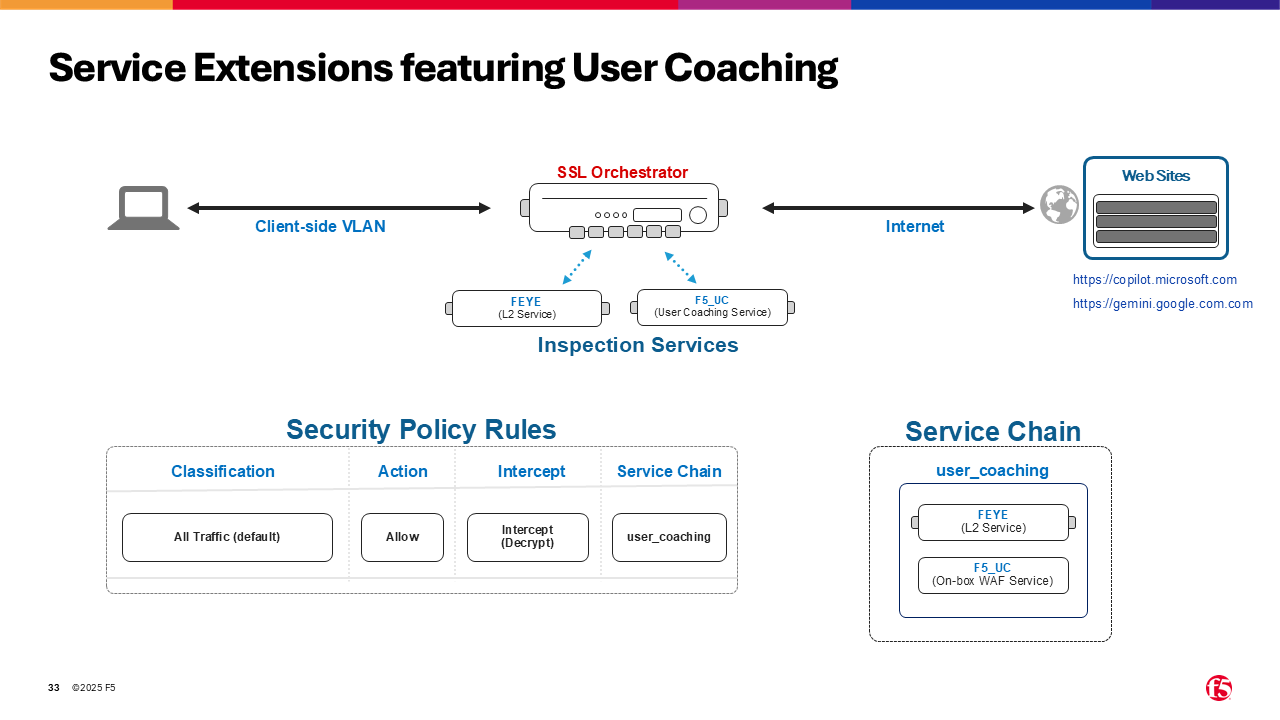 Service Extensions featuring User Coaching
SSL Orchestrator
Web Sites
Client-side VLAN
Internet
https://copilot.microsoft.com
https://gemini.google.com.com
FEYE
(L2 Service)
F5_UC
(User Coaching Service)
Inspection Services
Security Policy Rules
Classification
Action
Intercept
Service Chain
All Traffic (default)
Allow
Intercept
(Decrypt)
user_coaching
Service Chain
user_coaching
FEYE
(L2 Service)
F5_UC
(On-box WAF Service)
33
©2025 F5
f5